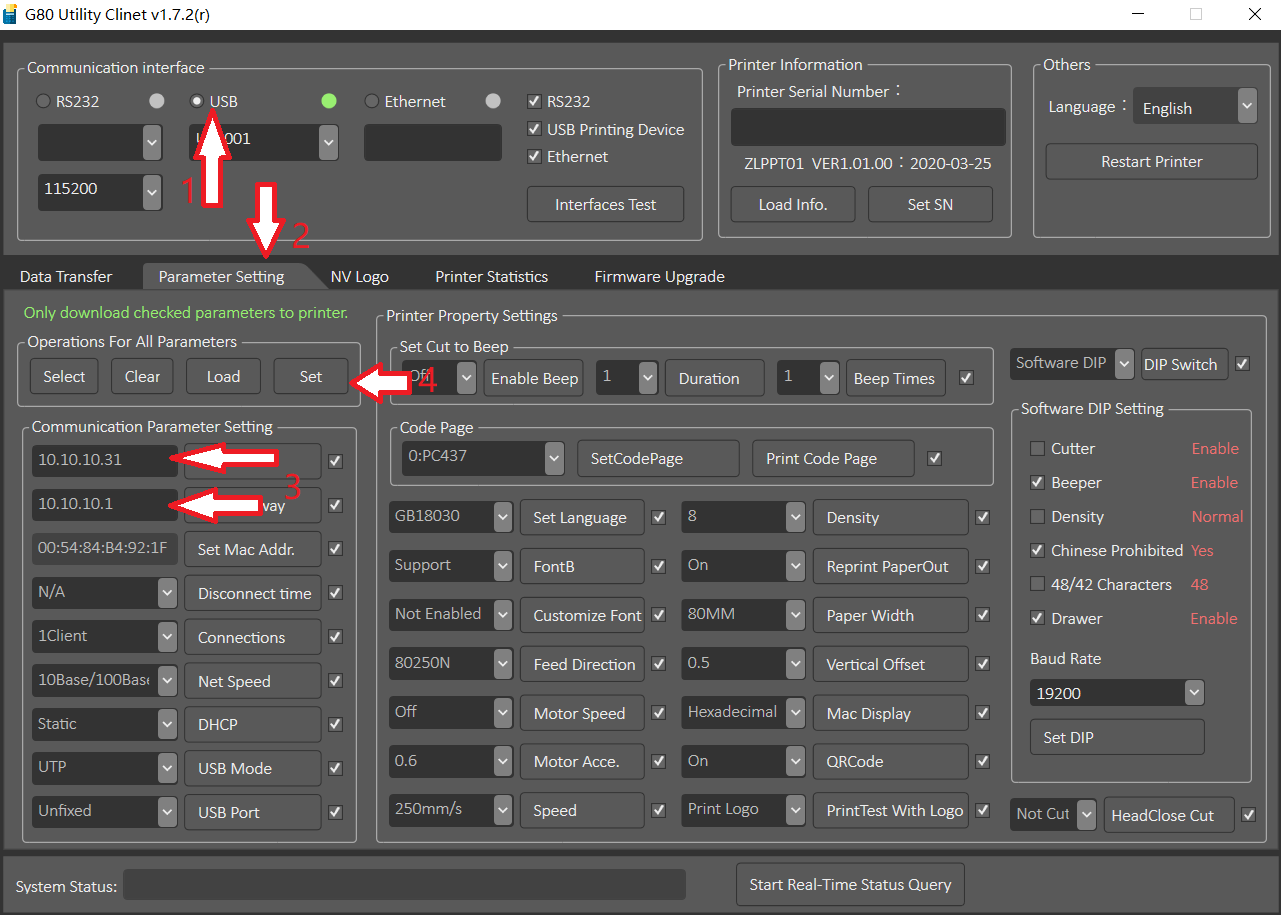 G80 Utility Clinet v1.7.2(r)
Communication interface
RS232
USB
Ethernet
RS232
001
USB Printing Device
Ethernet
115200
Interfaces Test
1
2
Printer Information
Printer Serial Number：
ZLPPT01 VER1.01.00：2020-03-25
Load Info.
Set SN
Others
Language：
English
Restart Printer
Data Transfer
Parameter Setting
NV Logo
Printer Statistics
Firmware Upgrade
Only download checked parameters to printer.
Operations For All Parameters
Select
Clear
Load
Set
4
Communication Parameter Setting
10.10.10.31
3
10.10.10.1
way
00:54:84:B4:92:1F
Set Mac Addr.
N/A
Disconnect time
1Client
Connections
10Base/100Base
Net Speed
Static
DHCP
UTP
USB Mode
Unfixed
USB Port
Printer Property Settings
Set Cut to Beep
Off
Enable Beep
1
Duration
1
Beep Times
Code Page
0:PC437
SetCodePage
Print Code Page
GB18030
Set Language
8
Density
Support
FontB
On
Reprint PaperOut
Not Enabled
Customize Font
80MM
Paper Width
80250N
Feed Direction
0.5
Vertical Offset
Off
Motor Speed
Hexadecimal
Mac Display
0.6
Motor Acce.
On
QRCode
250mm/s
Speed
Print Logo
PrintTest With Logo
Software DIP
DIP Switch
Software DIP Setting
Cutter Enable
Beeper Enable
Density Normal
Chinese Prohibited Yes
48/42 Characters 48
Drawer Enable
Baud Rate
19200
Set DIP
Not Cut
HeadClose Cut
System Status:
Start Real-Time Status Query